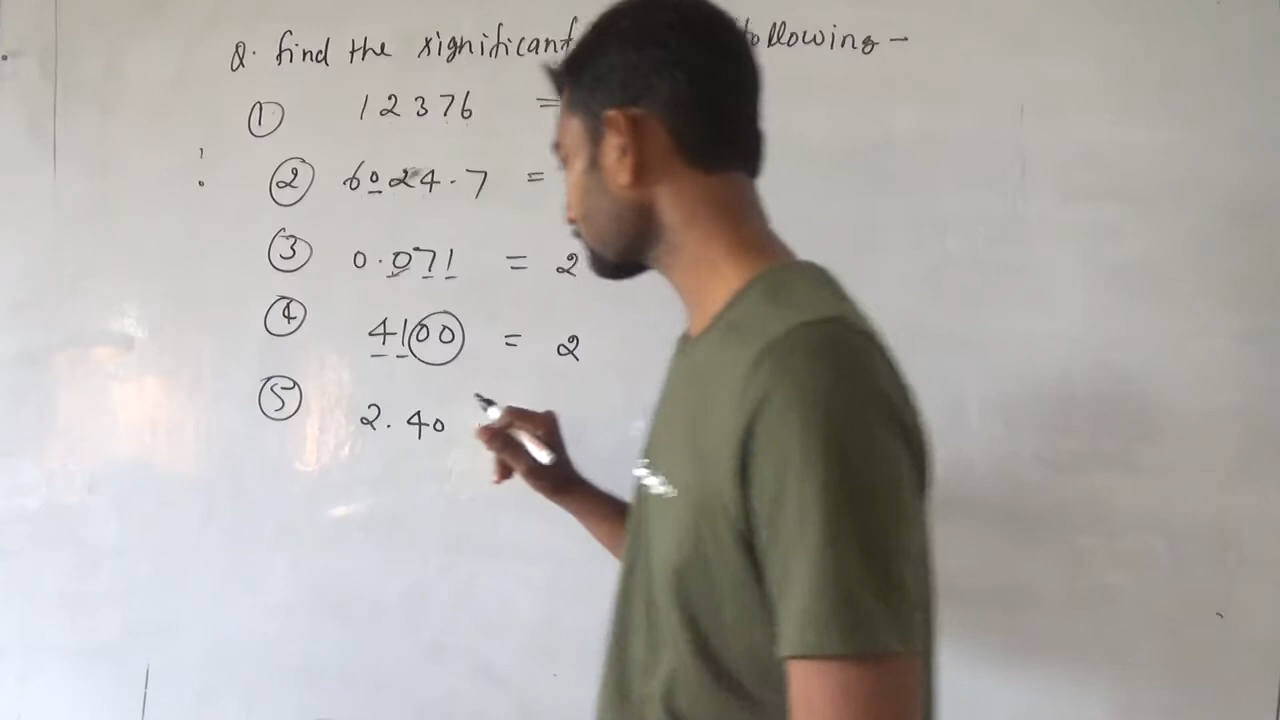 Q. find the significant following -
① 12376 =
② 6024.7 =
③ 0.071 = 2
④ 4100 = 2
⑤ 2.40